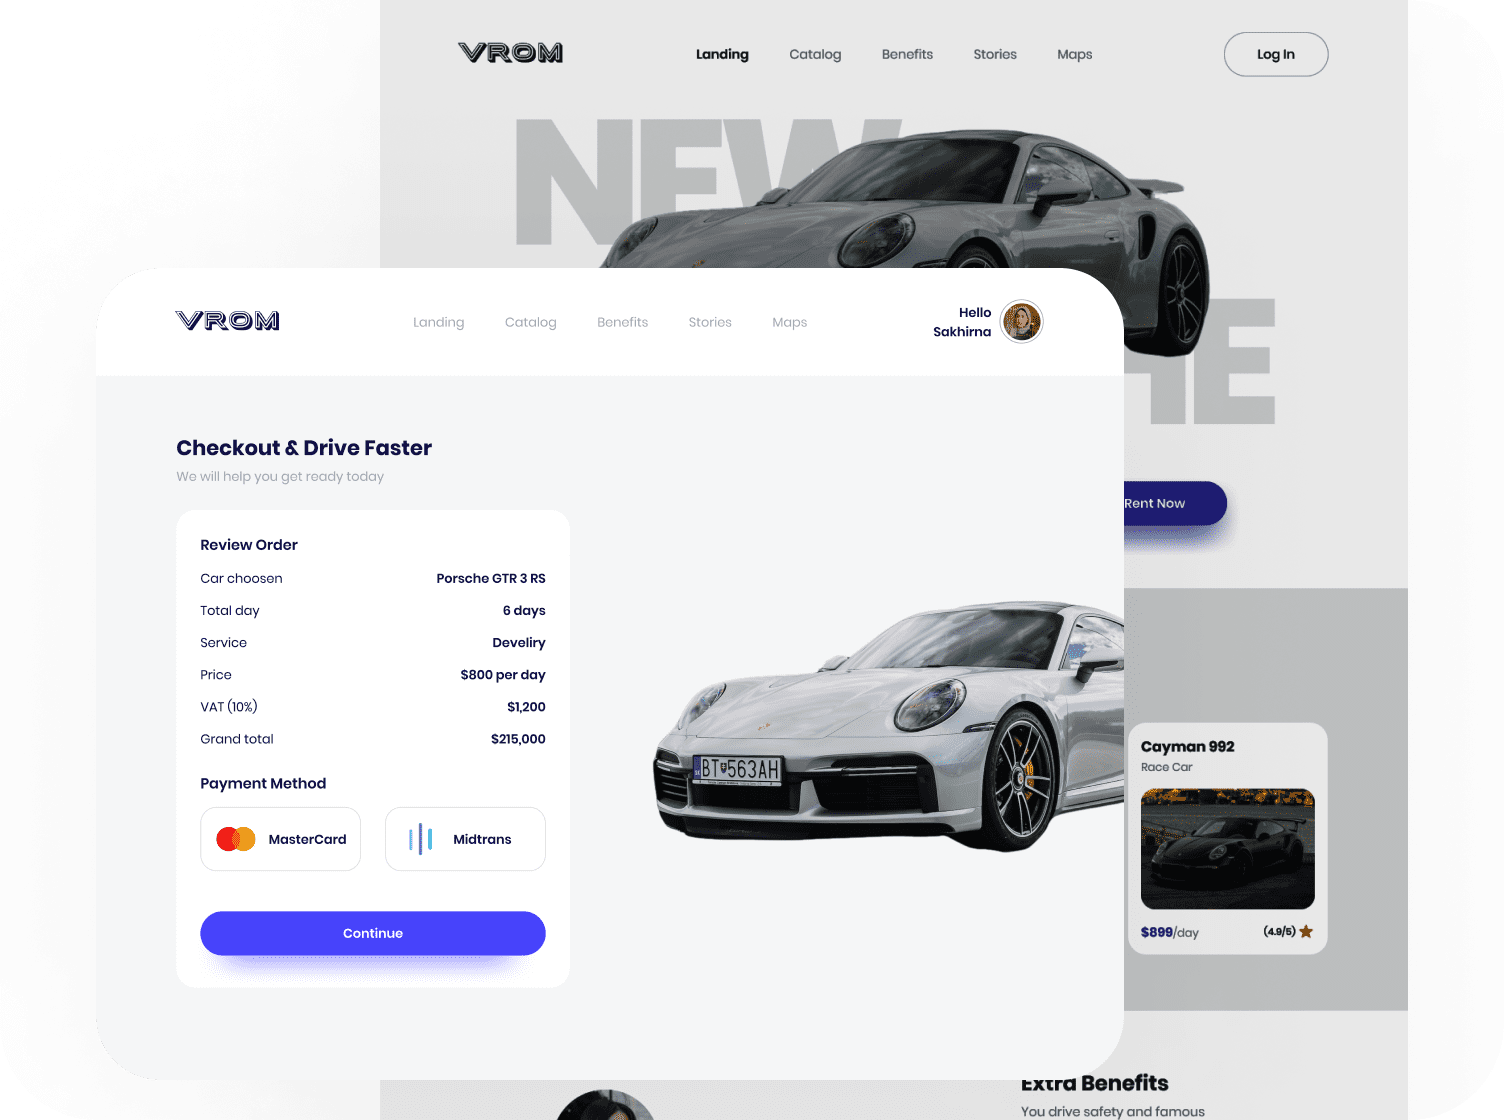 VROM
Landing Catalog Benefits Stories Maps
Log In
NEW
HE
Rent Now
VROM
Landing Catalog Benefits Stories Maps
Hello
Sakhirna
Checkout & Drive Faster
We will help you get ready today
Review Order
Car choosen Porsche GTR 3 RS
Total day 6 days
Service Develiry
Price $800 per day
VAT (10%) $1,200
Grand total $215,000
Payment Method
MasterCard Midtrans
Continue
BT 563AH
Cayman 992
Race Car
$899/day (4.9/5)
Extra Benefits
You drive safety and famous